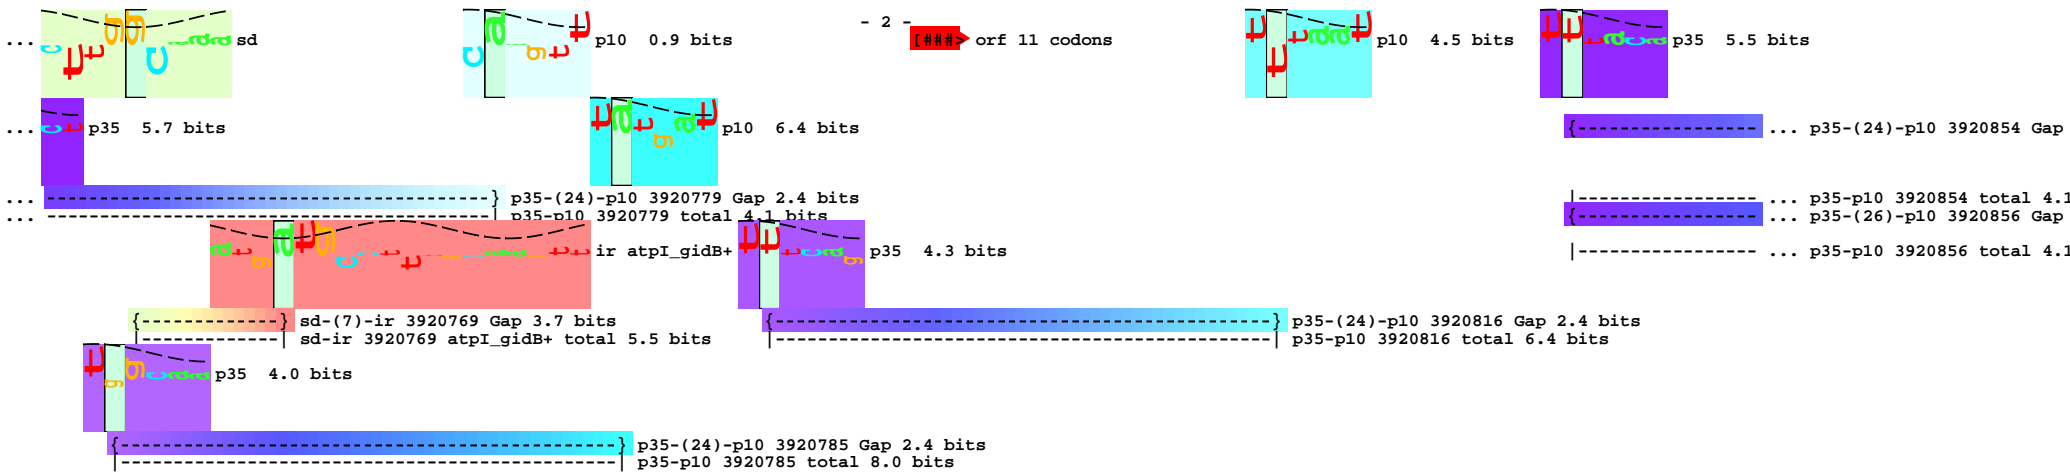 - 2 -
... sd
p10 0.9 bits
[###> orf 11 codons
p10 4.5 bits
p35 5.5 bits
... p35 5.7 bits
p10 6.4 bits
{-------------------- ... p35-(24)-p10 3920854 Gap
... } p35-(24)-p10 3920779 Gap 2.4 bits
|-------------------- ... p35-p10 3920854 total 4.1
... | p35-p10 3920779 total 4.1 bits
{-------------------- ... p35-(26)-p10 3920856 Gap
ir atpI_gidB+
p35 4.3 bits
|-------------------- ... p35-p10 3920856 total 4.1
{-------------} sd-(7)-ir 3920769 Gap 3.7 bits
{------------------------------------------------} p35-(24)-p10 3920816 Gap 2.4 bits
|-------------| sd-ir 3920769 atpI_gidB+ total 5.5 bits
|------------------------------------------------| p35-p10 3920816 total 6.4 bits
p35 4.0 bits
{------------------------------------------------} p35-(24)-p10 3920785 Gap 2.4 bits
|------------------------------------------------| p35-p10 3920785 total 8.0 bits